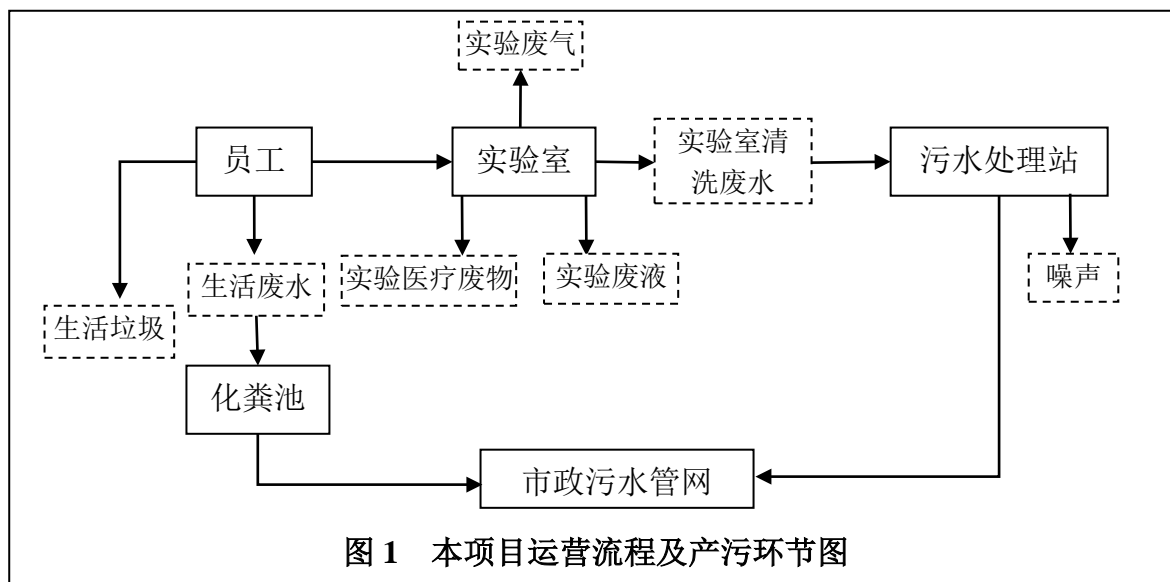 实验废气
员工
实验室
实验室清
洗废水
污水处理站
生活垃圾
生活废水
实验医疗废物
实验废液
噪声
化粪池
市政污水管网
图 1 本项目运营流程及产污环节图